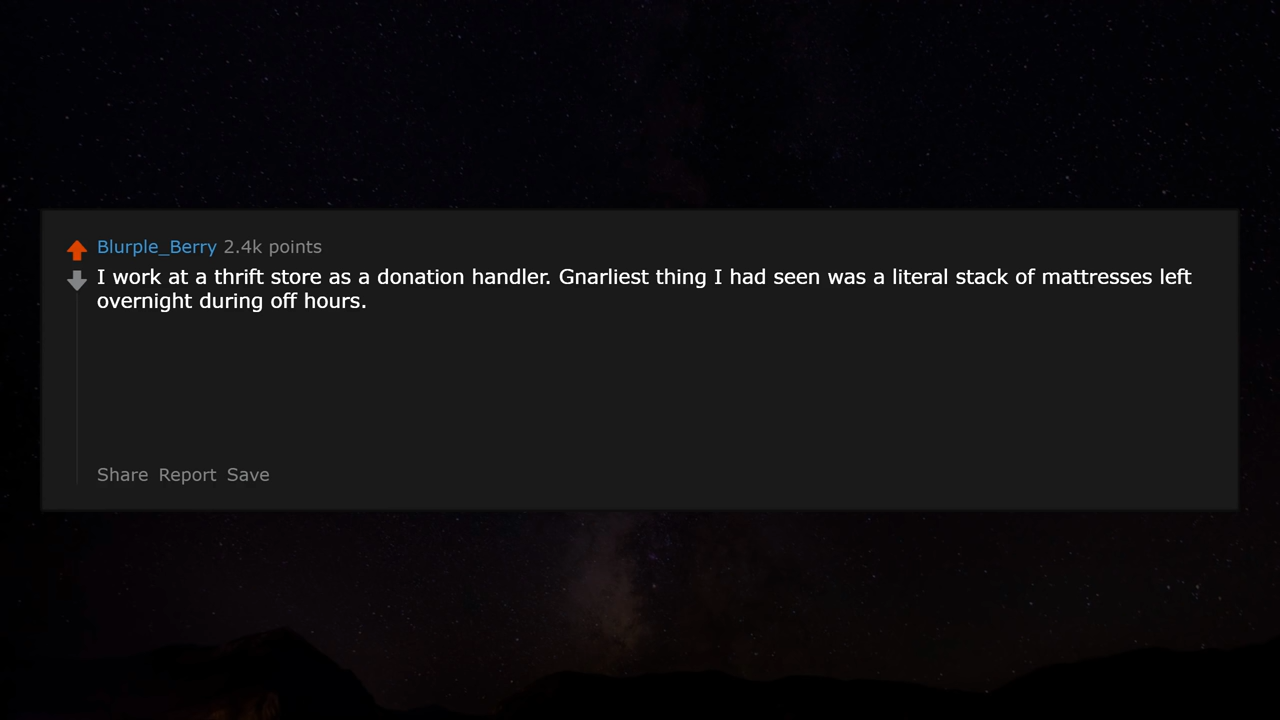 Blurple_Berry 2.4k points
I work at a thrift store as a donation handler. Gnarliest thing I had seen was a literal stack of mattresses left
overnight during off hours.
Share Report Save